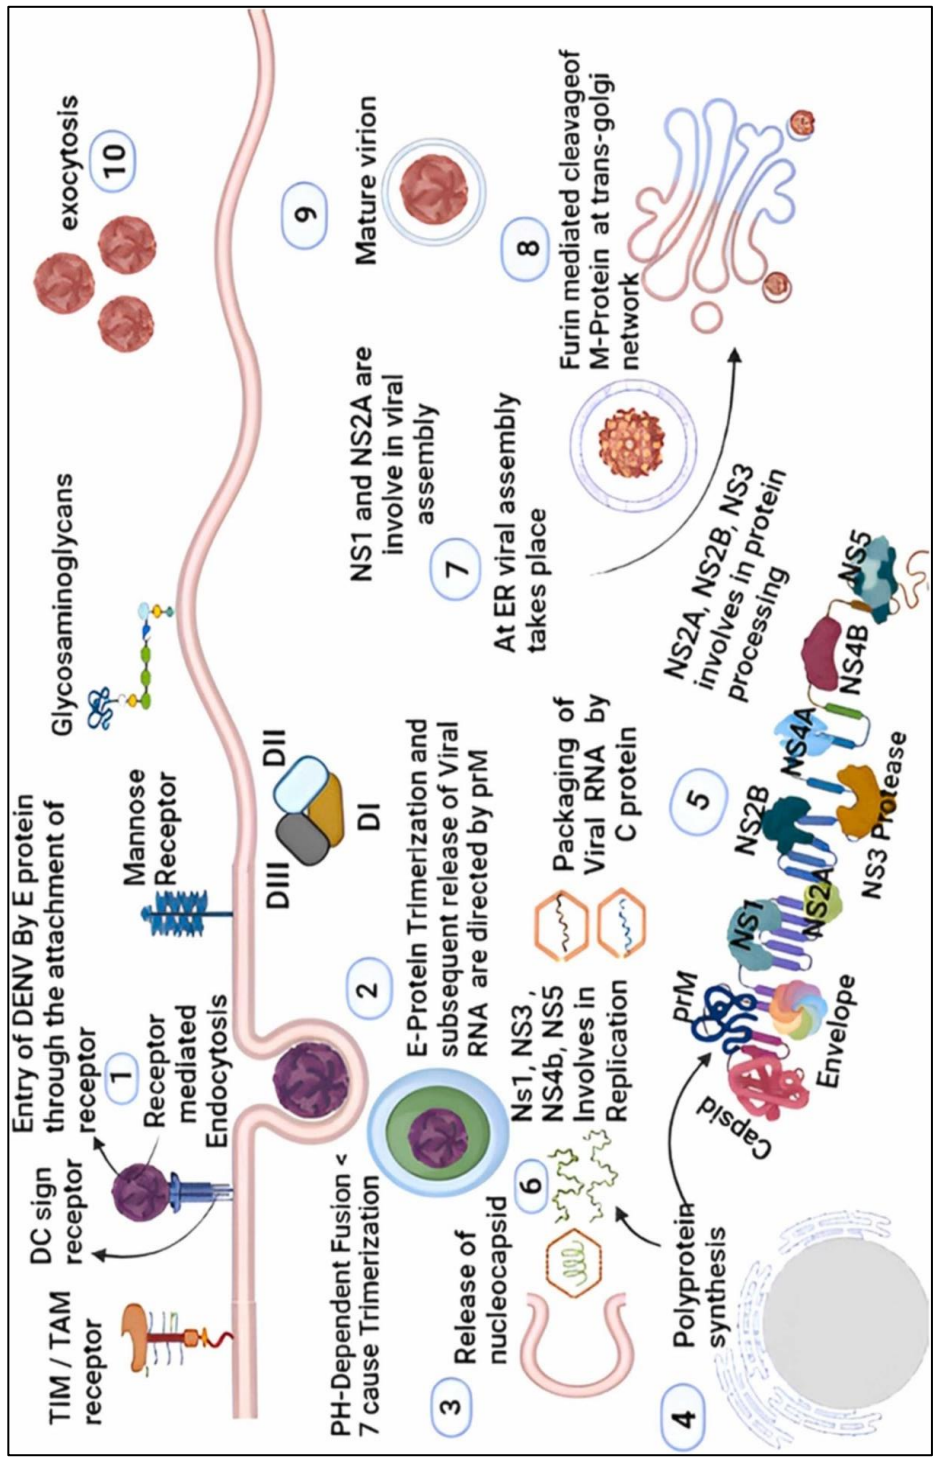 TIM / TAM
receptor
DC sign
receptor
Entry of DENV By E protein
through the attachment of
receptor
1
Receptor
mediated
Endocytosis
Mannose
Receptor
Glycosaminoglycans
exocytosis
10
DIII
DII
DI
PH-Dependent Fusion <
7 cause Trimerization
2
E-Protein Trimerization and
subsequent release of Viral
RNA are directed by prM
3
Release of
nucleocapsid
6
Ns1, NS3,
NS4b, NS5
Involves in
Replication
Packaging of
Viral RNA by
C protein
NS1 and NS2A are
involve in viral
assembly
7
At ER viral assembly
takes place
9
Mature virion
8
Furin mediated cleavageof
M-Protein at trans-golgi
network
4
Polyprotein
synthesis
5
Capsid
prM
Envelope
NS1
NS2A
NS2B
NS3 Protease
NS4A
NS4B
NS5
NS2A, NS2B, NS3
involves in protein
processing